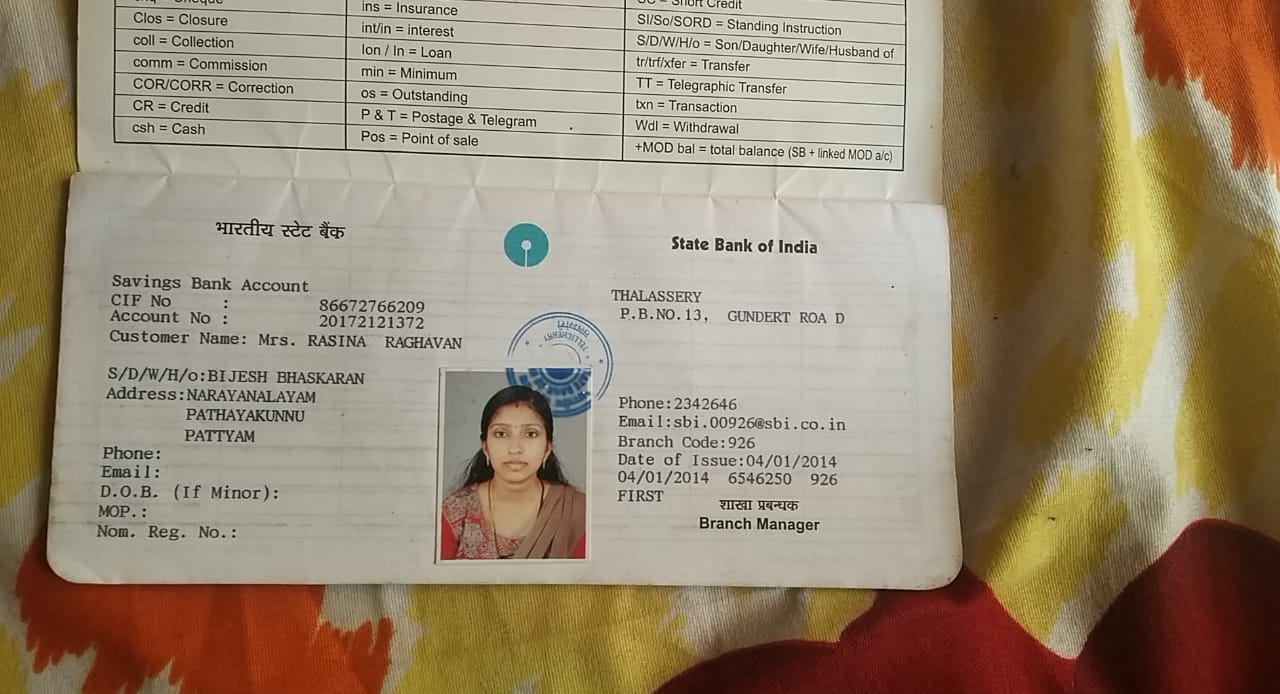 Clos = Closure
coll = Collection
comm = Commission
COR/CORR = Correction
CR = Credit
csh = Cash
ins = Insurance
int/in = interest
lon / ln = Loan
min = Minimum
os = Outstanding
P & T = Postage & Telegram
Pos = Point of sale
Short Credit
SI/So/SORD = Standing Instruction
S/D/W/H/o = Son/Daughter/Wife/Husband of
tr/trf/xfer = Transfer
TT = Telegraphic Transfer
txn = Transaction
Wdl = Withdrawal
+MOD bal = total balance (SB + linked MOD a/c)
भारतीय स्टेट बैंक
State Bank of India
Savings Bank Account
CIF No : 86672766209
Account No : 20172121372
Customer Name: Mrs. RASINA RAGHAVAN
S/D/W/H/o:BIJESH BHASKARAN
Address:NARAYANALAYAM
PATHAYAKUNNU
PATTYAM
Phone:
Email:
D.O.B. (If Minor):
MOP.:
Nom. Reg. No.:
THALASSERY
P.B.NO.13, GUNDERT ROA D
TELLICHERRY
Phone:2342646
Email:sbi.00926@sbi.co.in
Branch Code:926
Date of Issue:04/01/2014
04/01/2014 6546250 926
FIRST
शाखा प्रबन्धक
Branch Manager